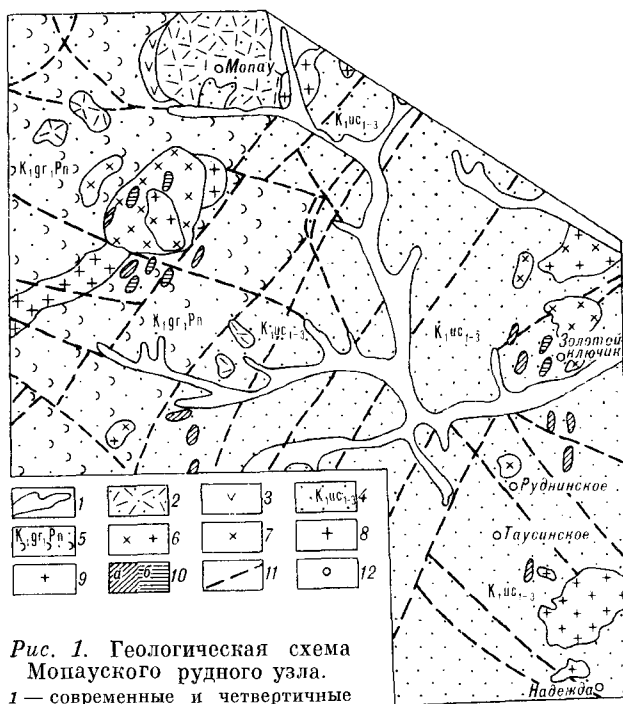 Мопау
K₁uc₁₋₃
K₁gr₁Pn
K₁gr₁Pn
K₁uc₁₋₃
K₁uc₁₋₃
Золотой
ключик
Руднинское
Таусинское
K₁uc₁₋₃
Надежда
1
2
3
K₁uc₁₋₃ 4
K₁gr₁Pn 5
6
7
8
9
а б 10
11
12
Рис. 1. Геологическая схема
Мопауского рудного узла.
1 — современные и четвертичные